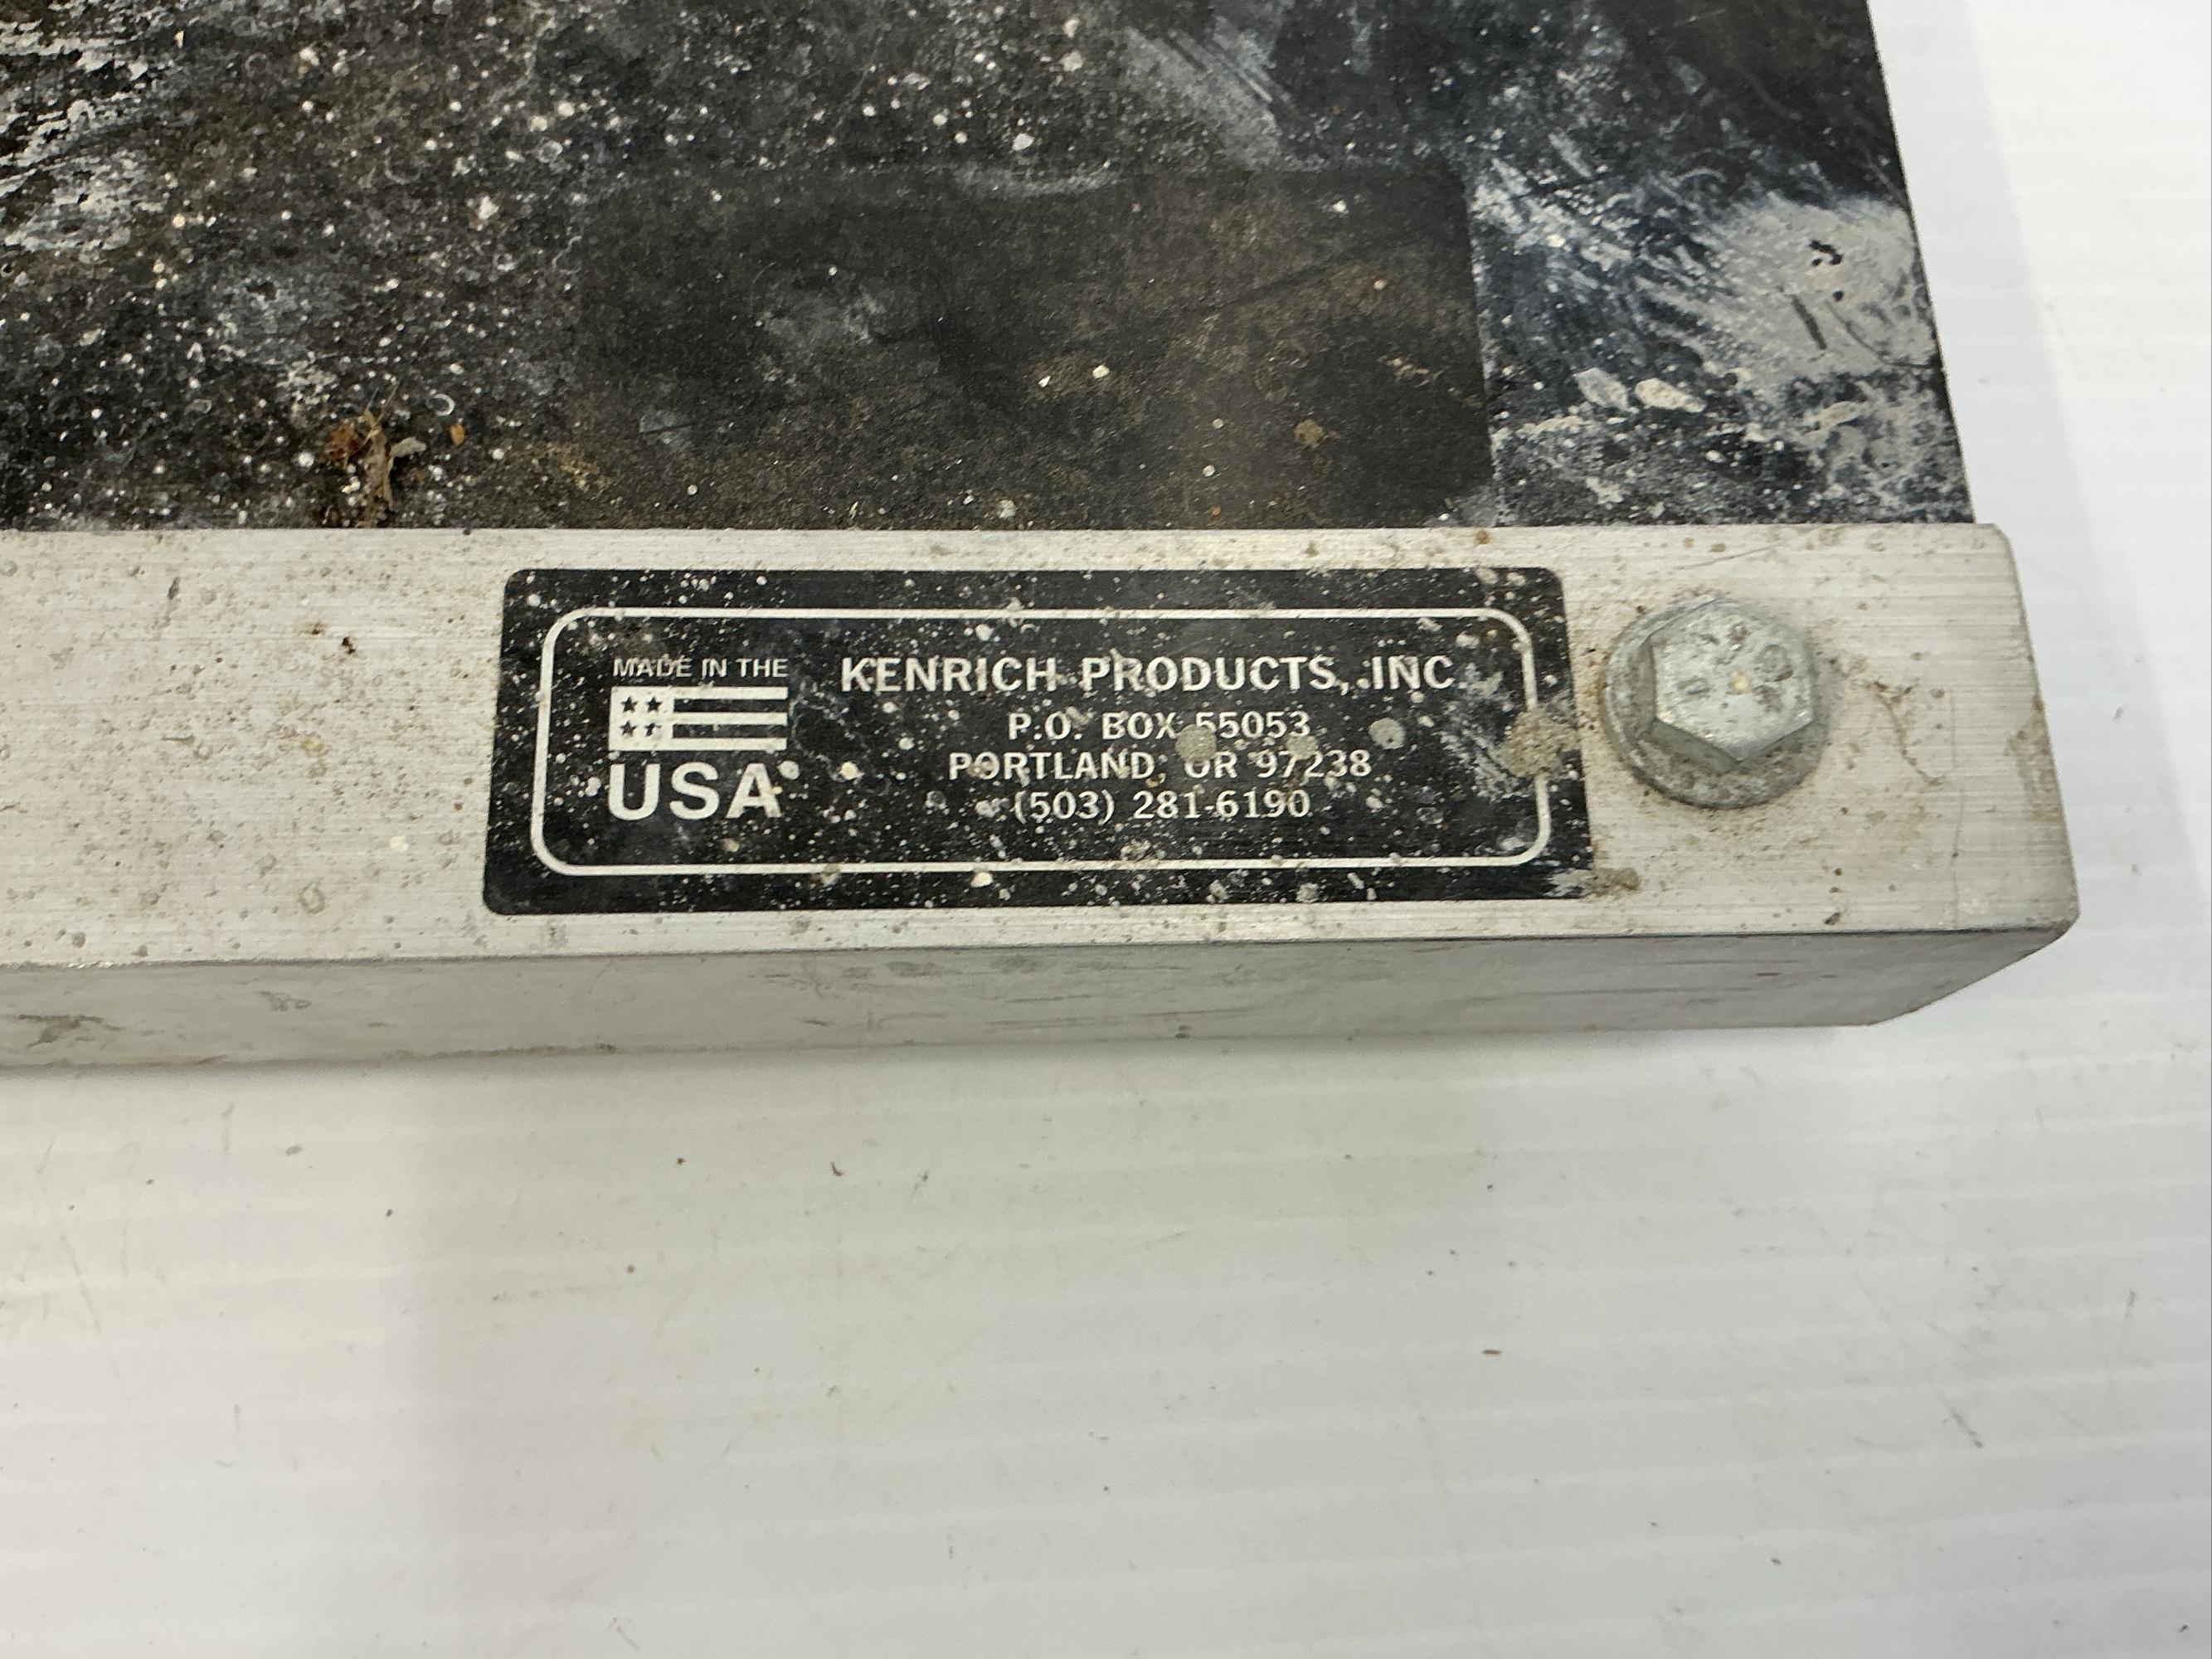 MADE IN THE
USA
KENRICH PRODUCTS, INC.
P.O. BOX 55053
PORTLAND, OR 97238
(503) 281-6190